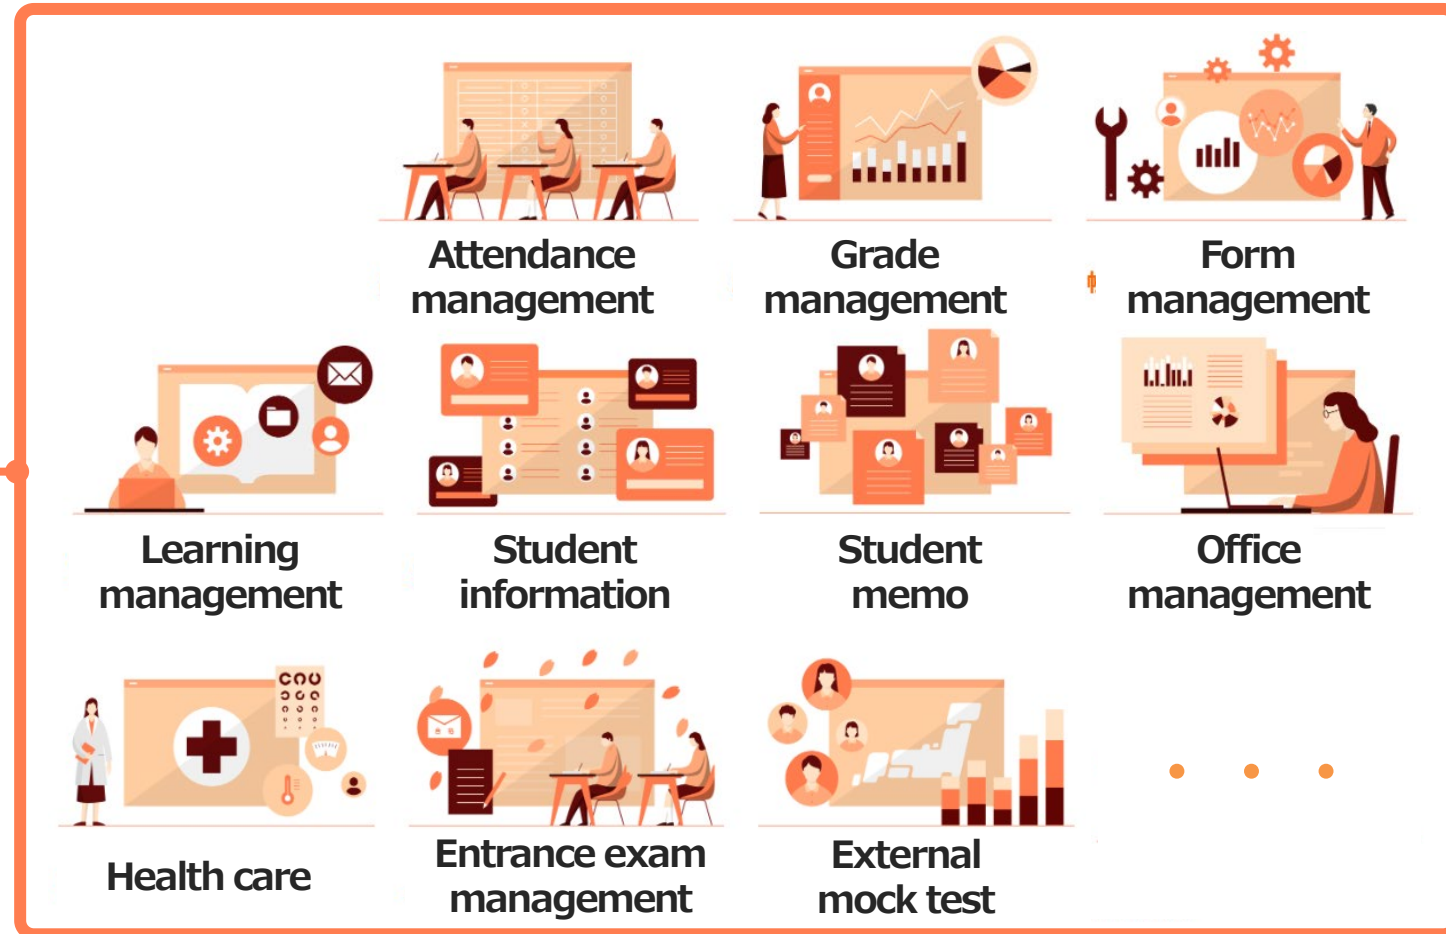 Attendance
management
Grade
management
Form
management
Learning
management
Student
information
Student
memo
Office
management
Health care
Entrance exam
management
External
mock test